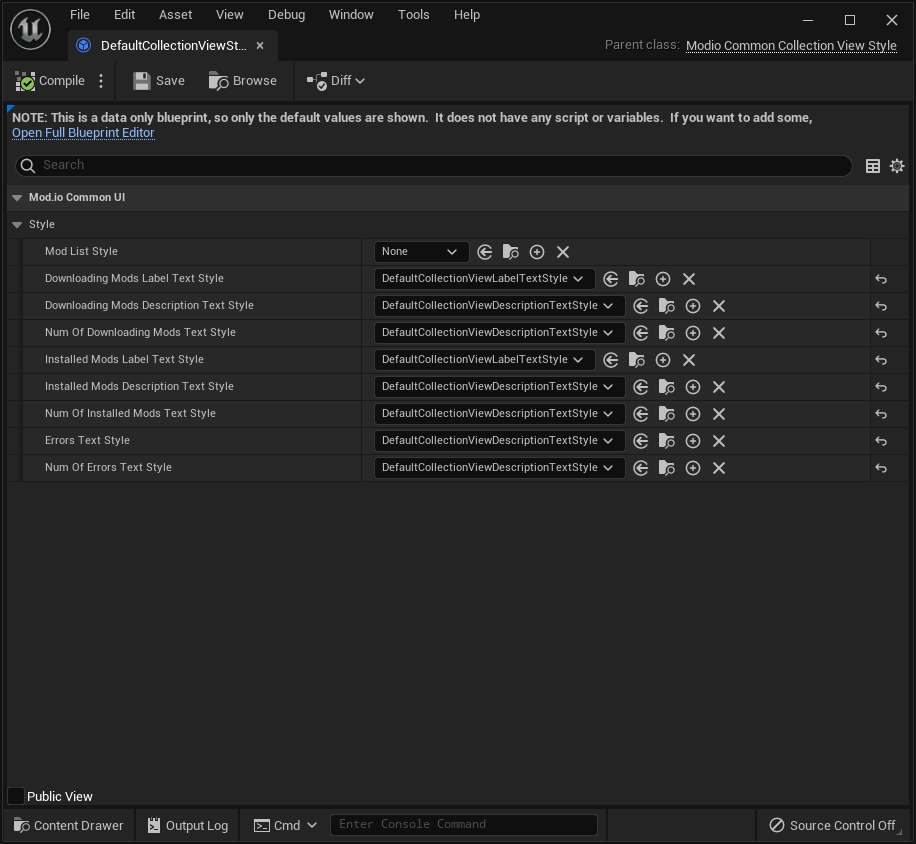 File Edit Asset View Debug Window Tools Help
DefaultCollectionViewSt...
Parent class: Modio Common Collection View Style
Compile Save Browse Diff
NOTE: This is a data only blueprint, so only the default values are shown.  It does not have any script or variables.  If you want to add some,
Open Full Blueprint Editor
Search
Mod.io Common UI
Style
Mod List Style None
Downloading Mods Label Text Style DefaultCollectionViewLabelTextStyle
Downloading Mods Description Text Style DefaultCollectionViewDescriptionTextStyle
Num Of Downloading Mods Text Style DefaultCollectionViewDescriptionTextStyle
Installed Mods Label Text Style DefaultCollectionViewLabelTextStyle
Installed Mods Description Text Style DefaultCollectionViewDescriptionTextStyle
Num Of Installed Mods Text Style DefaultCollectionViewDescriptionTextStyle
Errors Text Style DefaultCollectionViewDescriptionTextStyle
Num Of Errors Text Style DefaultCollectionViewDescriptionTextStyle
Public View
Content Drawer Output Log Cmd Enter Console Command Source Control Off